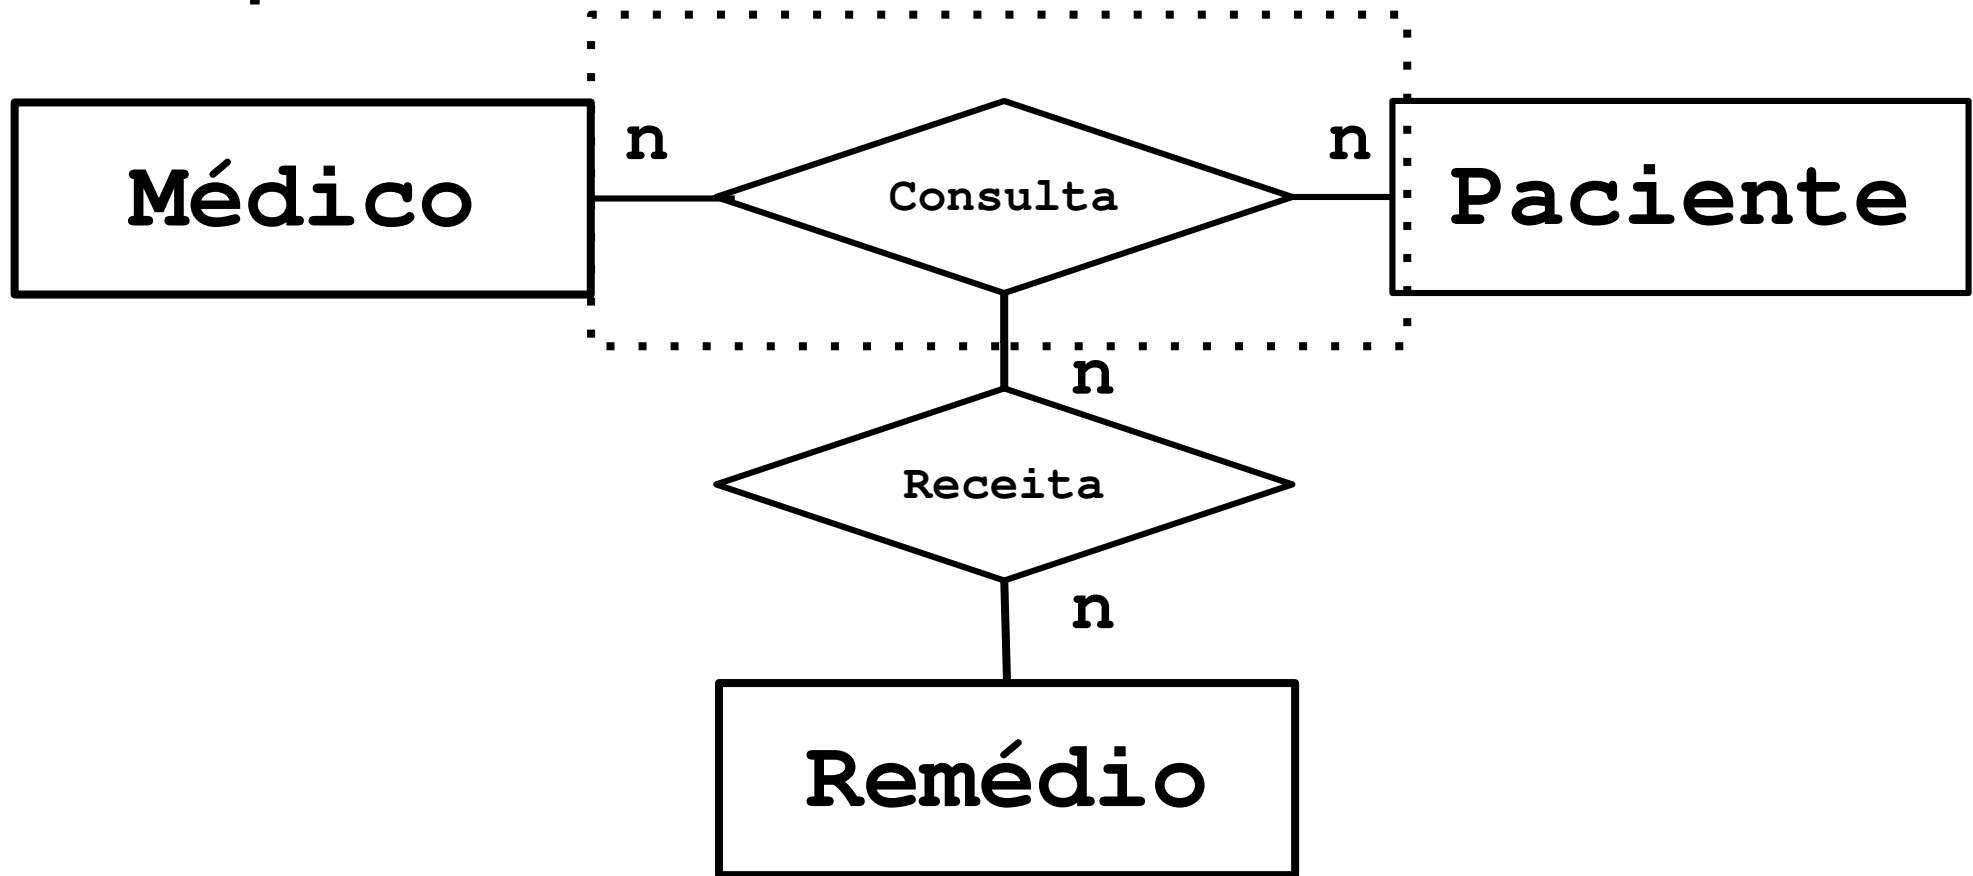 n
n
Médico
Consulta
Paciente
n
Receita
n
Remédio